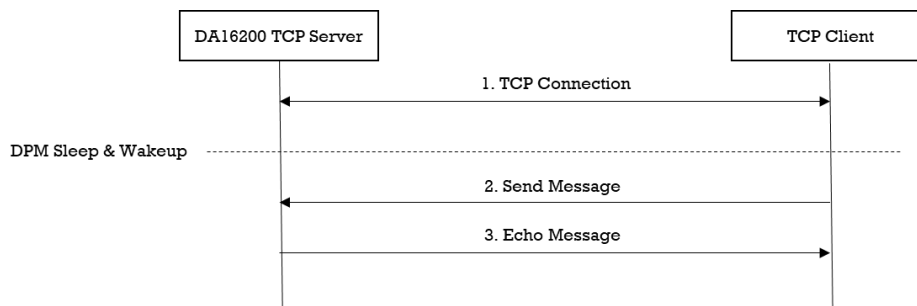 DA16200 TCP Server
TCP Client
1. TCP Connection
DPM Sleep & Wakeup
2. Send Message
3. Echo Message